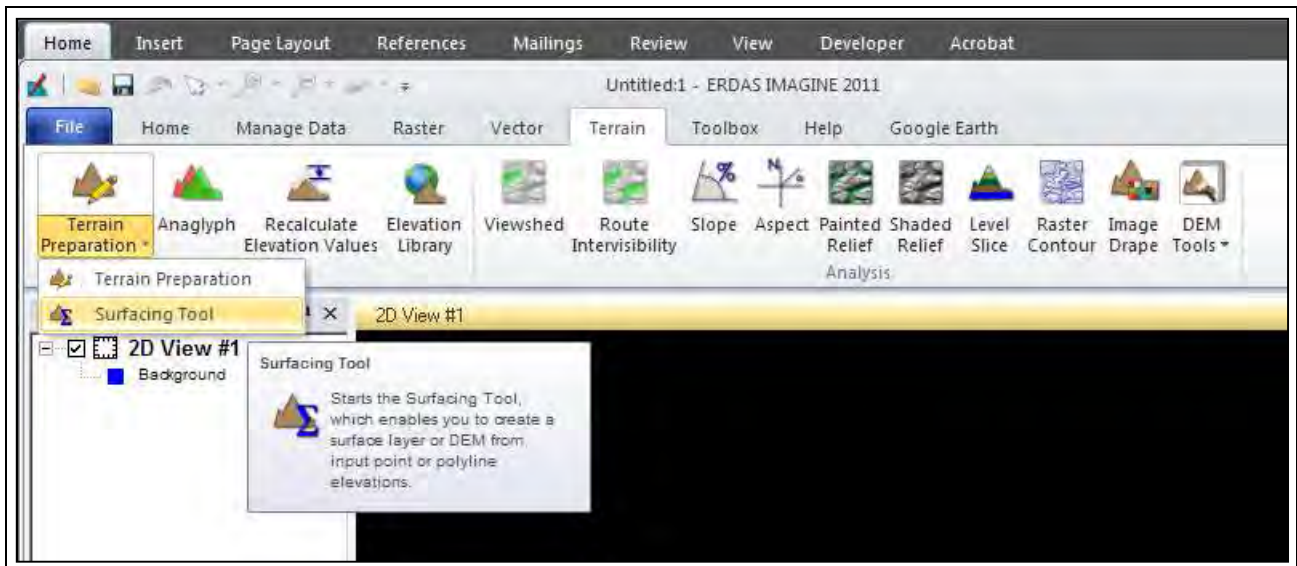 Home Insert Page Layout References Mailings Review View Developer Acrobat
Untitled:1 - ERDAS IMAGINE 2011
File Home Manage Data Raster Vector Terrain Toolbox Help Google Earth
Terrain Preparation
Anaglyph
Recalculate Elevation Values
Elevation Library
Viewshed
Route Intervisibility
Slope
Aspect
Painted Relief
Shaded Relief
Level Slice
Raster Contour
Image Drape
DEM Tools
Analysis
Terrain Preparation
Surfacing Tool
2D View #1
2D View #1
Background
Surfacing Tool
Starts the Surfacing Tool,
which enables you to create a
surface layer or DEM from
input point or polyline
elevations.
% N